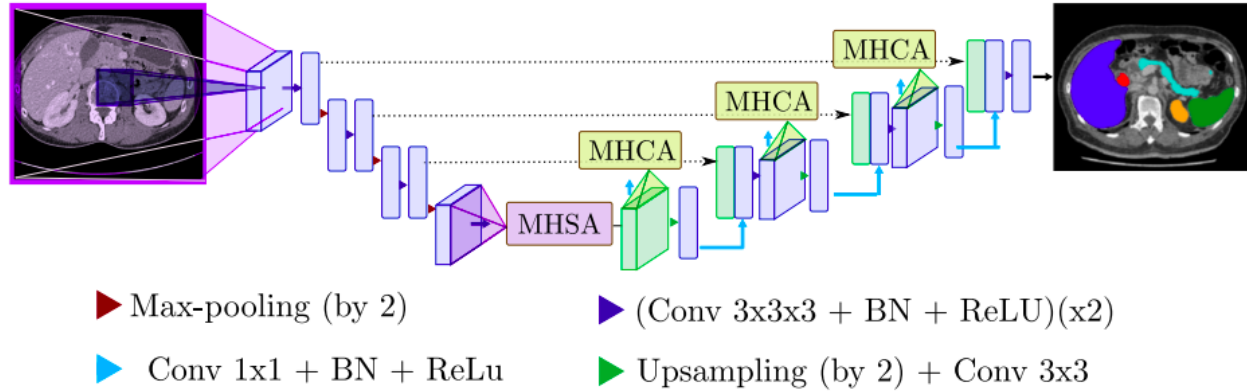 MHCA
MHCA
MHCA
MHSA
Max-pooling (by 2)
(Conv 3x3x3 + BN + ReLU)(x2)
Conv 1x1 + BN + ReLu
Upsampling (by 2) + Conv 3x3